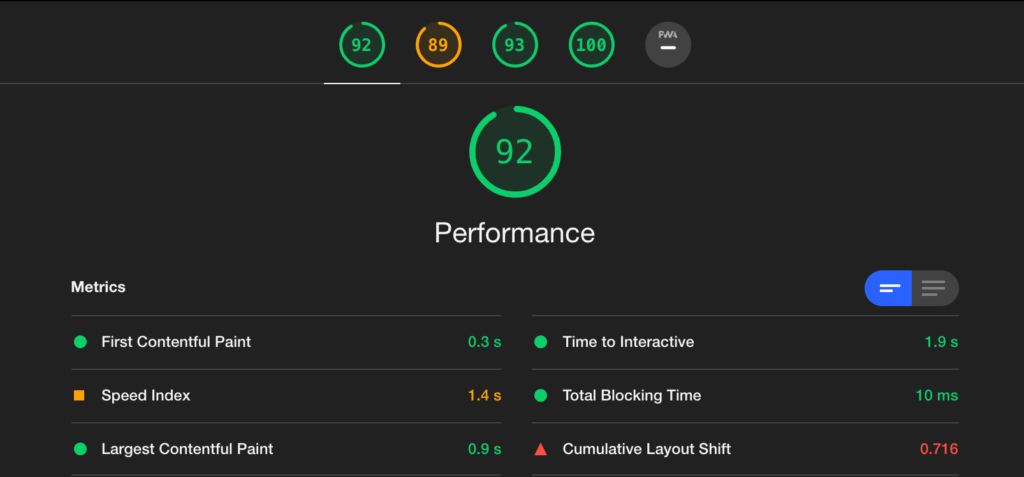 92 89 93 100 PWA
92
Performance
Metrics
First Contentful Paint 0.3 s
Time to Interactive 1.9 s
Speed Index 1.4 s
Total Blocking Time 10 ms
Largest Contentful Paint 0.9 s
Cumulative Layout Shift 0.716